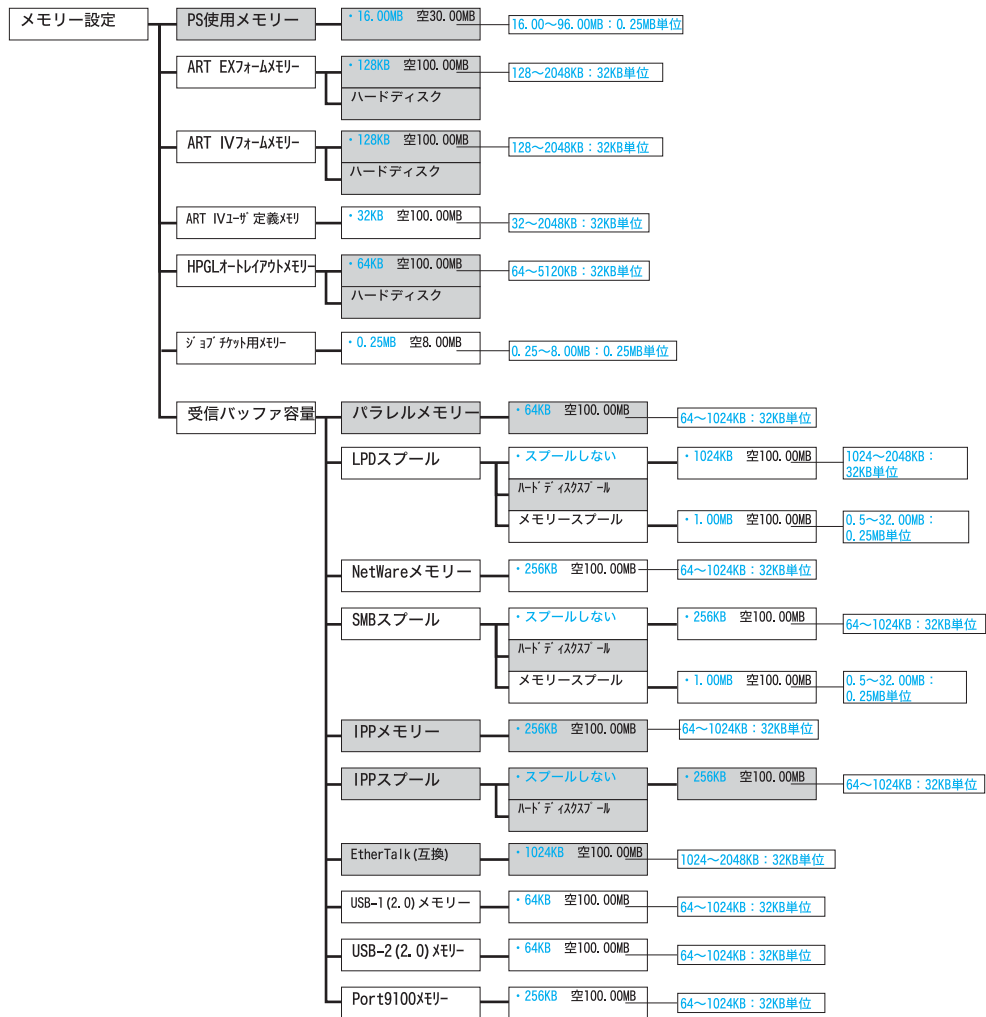 メモリー設定
PS使用メモリー
・16.00MB 空30.00MB
16.00～96.00MB：0.25MB単位
ART EXフォームメモリー
・128KB 空100.00MB
128～2048KB：32KB単位
ハードディスク
ART IVフォームメモリー
・128KB 空100.00MB
128～2048KB：32KB単位
ハードディスク
ART IVユーザ定義メモリ
・32KB 空100.00MB
32～2048KB：32KB単位
HPGLオートレイアウトメモリー
・64KB 空100.00MB
64～5120KB：32KB単位
ハードディスク
ジョブチケット用メモリー
・0.25MB 空8.00MB
0.25～8.00MB：0.25MB単位
受信バッファ容量
パラレルメモリー
・64KB 空100.00MB
64～1024KB：32KB単位
LPDスプール
・スプールしない
・1024KB 空100.00MB
1024～2048KB：
32KB単位
ハードディスクスプール
メモリースプール
・1.00MB 空100.00MB
0.5～32.00MB：
0.25MB単位
NetWareメモリー
・256KB 空100.00MB
64～1024KB：32KB単位
SMBスプール
・スプールしない
・256KB 空100.00MB
64～1024KB：32KB単位
ハードディスクスプール
メモリースプール
・1.00MB 空100.00MB
0.5～32.00MB：
0.25MB単位
IPPメモリー
・256KB 空100.00MB
64～1024KB：32KB単位
IPPスプール
・スプールしない
・256KB 空100.00MB
64～1024KB：32KB単位
ハードディスクスプール
EtherTalk(互換)
・1024KB 空100.00MB
1024～2048KB：32KB単位
USB-1(2.0)メモリー
・64KB 空100.00MB
64～1024KB：32KB単位
USB-2(2.0)メモリー
・64KB 空100.00MB
64～1024KB：32KB単位
Port9100メモリー
・256KB 空100.00MB
64～1024KB：32KB単位